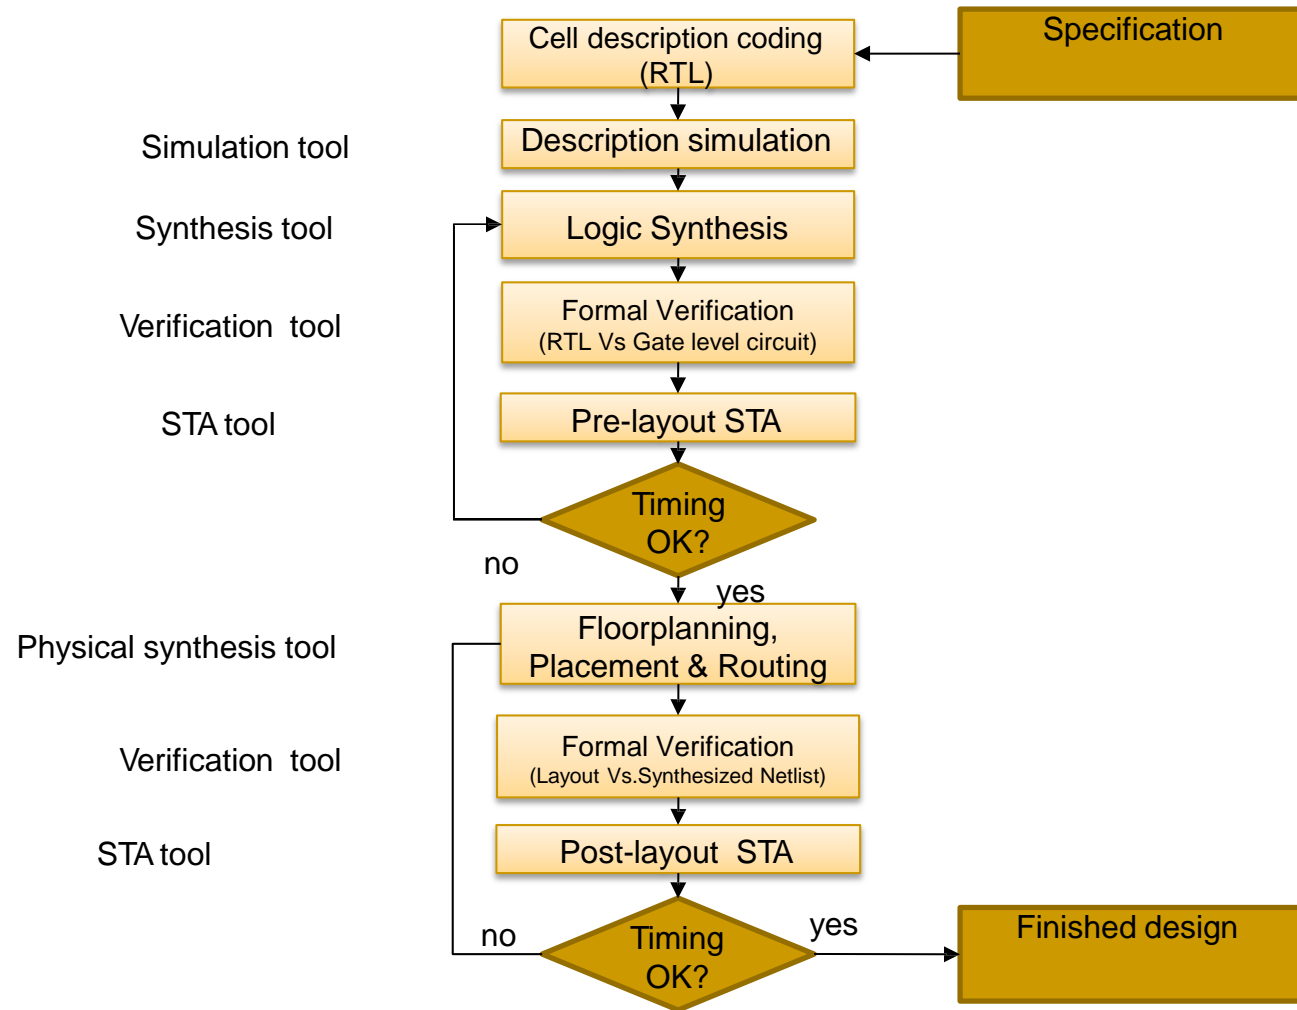 Cell description coding
(RTL)
Specification
Simulation tool
Description simulation
Synthesis tool
Logic Synthesis
Verification  tool
Formal Verification
(RTL Vs Gate level circuit)
STA tool
Pre-layout STA
Timing
OK?
no
yes
Physical synthesis tool
Floorplanning,
Placement & Routing
Verification  tool
Formal Verification
(Layout Vs.Synthesized Netlist)
STA tool
Post-layout  STA
no
Timing
OK?
yes
Finished design